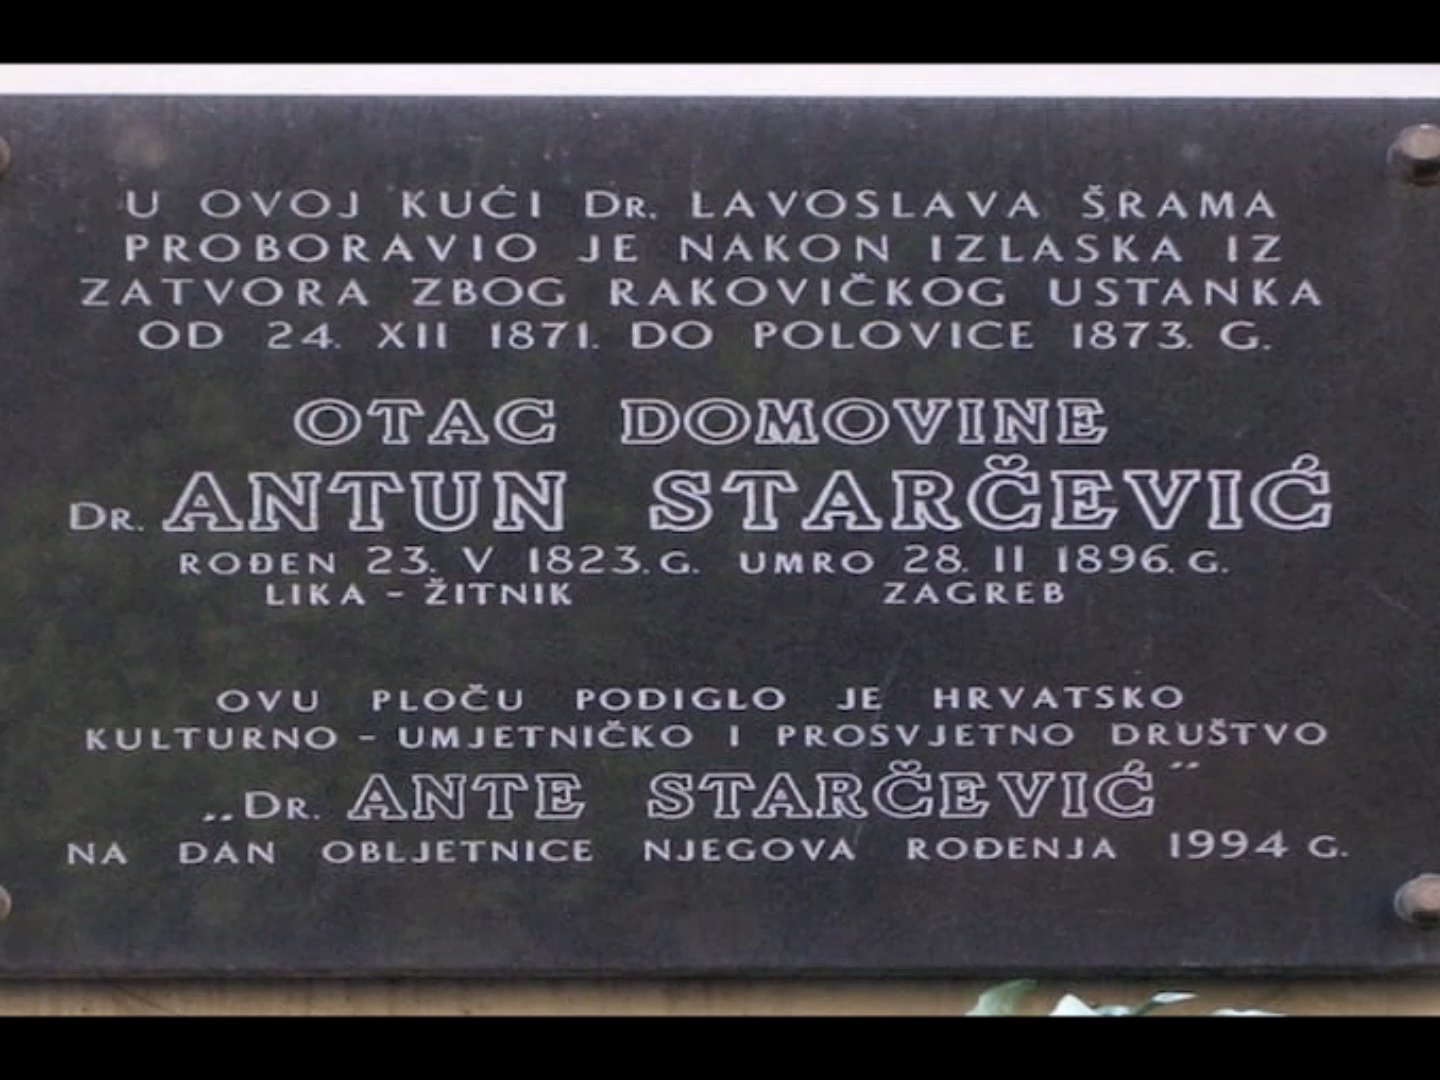 U OVOJ KUĆI DR. LAVOSLAVA ŠRAMA
PROBORAVIO JE NAKON IZLASKA IZ
ZATVORA ZBOG RAKOVIČKOG USTANKA
OD 24. XII 1871. DO POLOVICE 1873. G.
OTAC DOMOVINE
DR. ANTUN STARČEVIĆ
ROĐEN 23. V 1823. G. UMRO 28. II 1896. G.
LIKA - ŽITNIK ZAGREB
OVU PLOČU PODIGLO JE HRVATSKO
KULTURNO - UMJETNIČKO I PROSVJETNO DRUŠTVO
„DR. ANTE STARČEVIĆ"
NA DAN OBLJETNICE NJEGOVA ROĐENJA 1994 G.